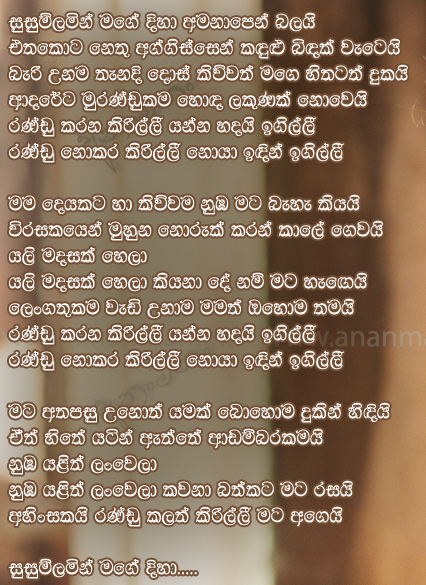 සුසුම්ලමින් මගේ දිහා අමනාපෙන් බලයි
එතකොට නෙතු අග්ගිස්සෙන් කඳුළු බිඳුක් වෑටෙයි
බැරි උනම තැනදි දොස් කිව්වත් මගෙ හිතටත් දුකයි
ආදරේට මුරණ්ඩුකම හොඳ ලකුණක් නොවෙයි
රණ්ඩු කරන කිරිල්ලී යන්න හදයි ඉගිල්ලී
රණ්ඩු නොකර කිරිල්ලී නොයා ඉඳින් ඉගිල්ලී
මම දෙයකට හා කිව්වම නුඹ මට බෑහෑ කියයි
විරසකයෙන් මුහුන නොරුක් කරන් කාලේ ගෙවයි
යලි මදසක් හෙලා
යලි මදසක් හෙලා කියනා දේ නම් මට හැඟෙයි
ලෙංගතුකම වැඩි උනාම මමත් ඔහොම තමයි
රණ්ඩු කරන කිරිල්ලී යන්න හදයි ඉගිල්ලී
රණ්ඩු නොකර කිරිල්ලී නොයා ඉඳින් ඉගිල්ලී
මට අතපසු උනොත් යමක් බොහොම දුකින් හිඳියි
ඒත් හිතේ යටින් ඇත්තේ ආඩම්බරකමයි
නුඹ යළිත් ලංවෙලා
නුඹ යළිත් ලංවෙලා කවනා බත්කට මට රසයි
අහිංසකයි රණ්ඩු කලත් කිරිල්ලී මට අගෙයි
සුසුම්ලමින් මගේ දිහා.....